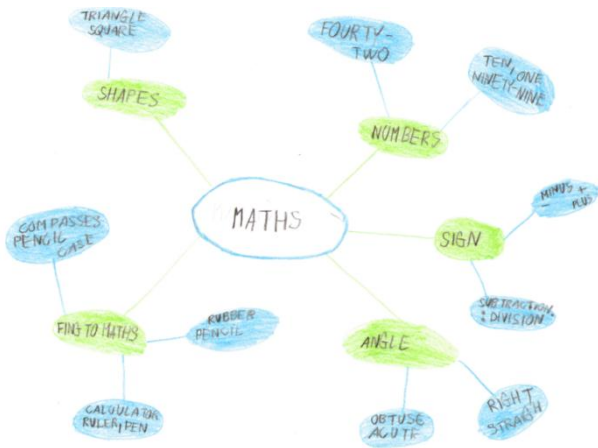 TRIANGLE
SQUARE
SHAPES
FOURTY-
TWO
TEN, ONE
NINETY-NINE
NUMBERS
MATHS
MINUS +
- PLUS
SIGN
SUBTRACTION
: DIVISION
COMPASSES
PENCIL
CASE
FING TO MATHS
RUBBER
PENCIL
CALCULATOR
RULER, PEN
ANGLE
OBTUSE
ACUTE
RIGHT
STRAIGH